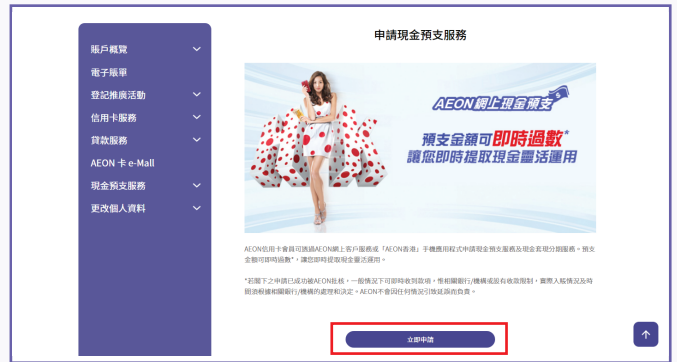 申請現金預支服務
賬戶概覽
電子賬單
登記推廣活動
信用卡服務
貸款服務
AEON 卡 e-Mall
現金預支服務
更改個人資料
AEON網上現金預支
預支金額可即時過數*
讓您即時提取現金靈活運用
AEON信用卡會員可透過AEON網上客戶服務或「AEON香港」手機應用程式申請現金預支服務及現金套現分期服務。預支
金額可即時過數*，讓您即時提取現金靈活運用。
*若閣下之申請已成功被AEON批核，一般情況下可即時收到款項，惟相關銀行/機構或設有收款限制，實際入賬情況及時
間須根據相關銀行/機構的處理和決定。AEON不會因任何情況引致延誤而負責。
立即申請